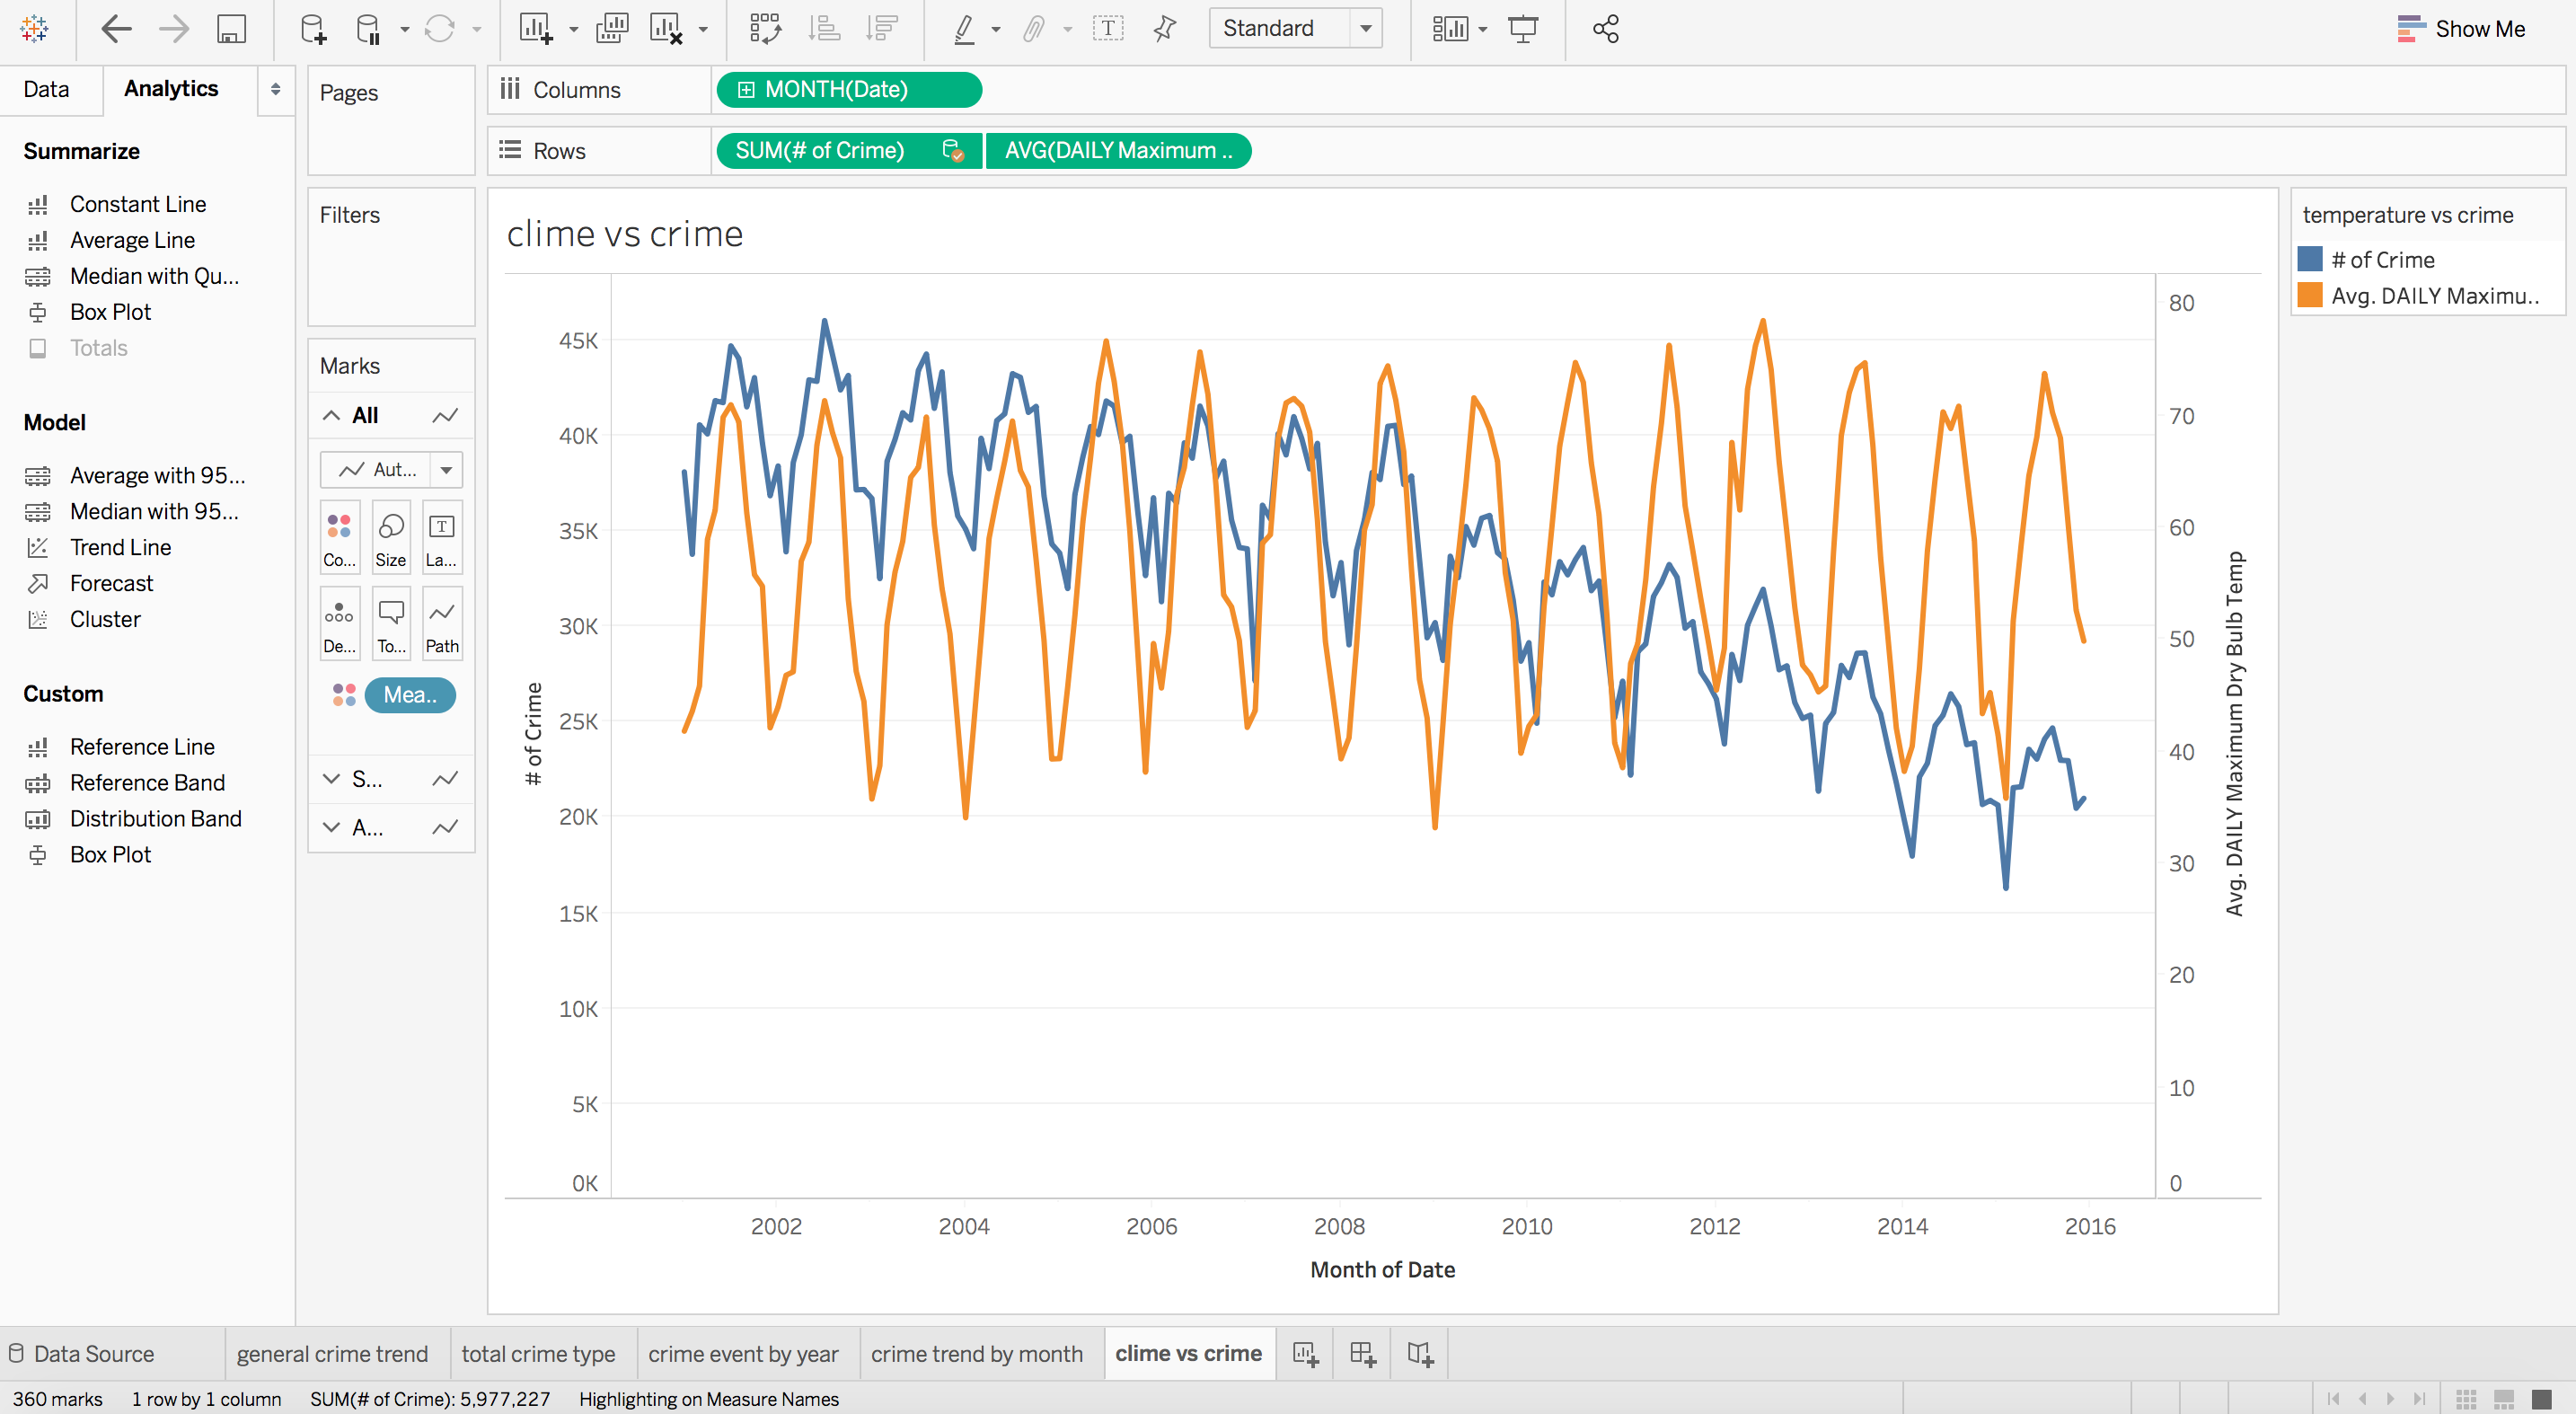 Standard
Show Me
Data
Analytics
Pages
Columns
MONTH(Date)
Rows
SUM(# of Crime)
AVG(DAILY Maximum ..
Summarize
Constant Line
Average Line
Median with Qu...
Box Plot
Totals
Model
Average with 95...
Median with 95...
Trend Line
Forecast
Cluster
Custom
Reference Line
Reference Band
Distribution Band
Box Plot
Filters
Marks
All
Aut...
Co...
Size
T
La...
De...
To...
Path
Mea..
S...
A...
clime vs crime
# of Crime
45K
40K
35K
30K
25K
20K
15K
10K
5K
0K
80
70
60
50
40
30
20
10
0
Avg. DAILY Maximum Dry Bulb Temp
2002
2004
2006
2008
2010
2012
2014
2016
Month of Date
temperature vs crime
# of Crime
Avg. DAILY Maximu..
Data Source
general crime trend
total crime type
crime event by year
crime trend by month
clime vs crime
360 marks
1 row by 1 column
SUM(# of Crime): 5,977,227
Highlighting on Measure Names